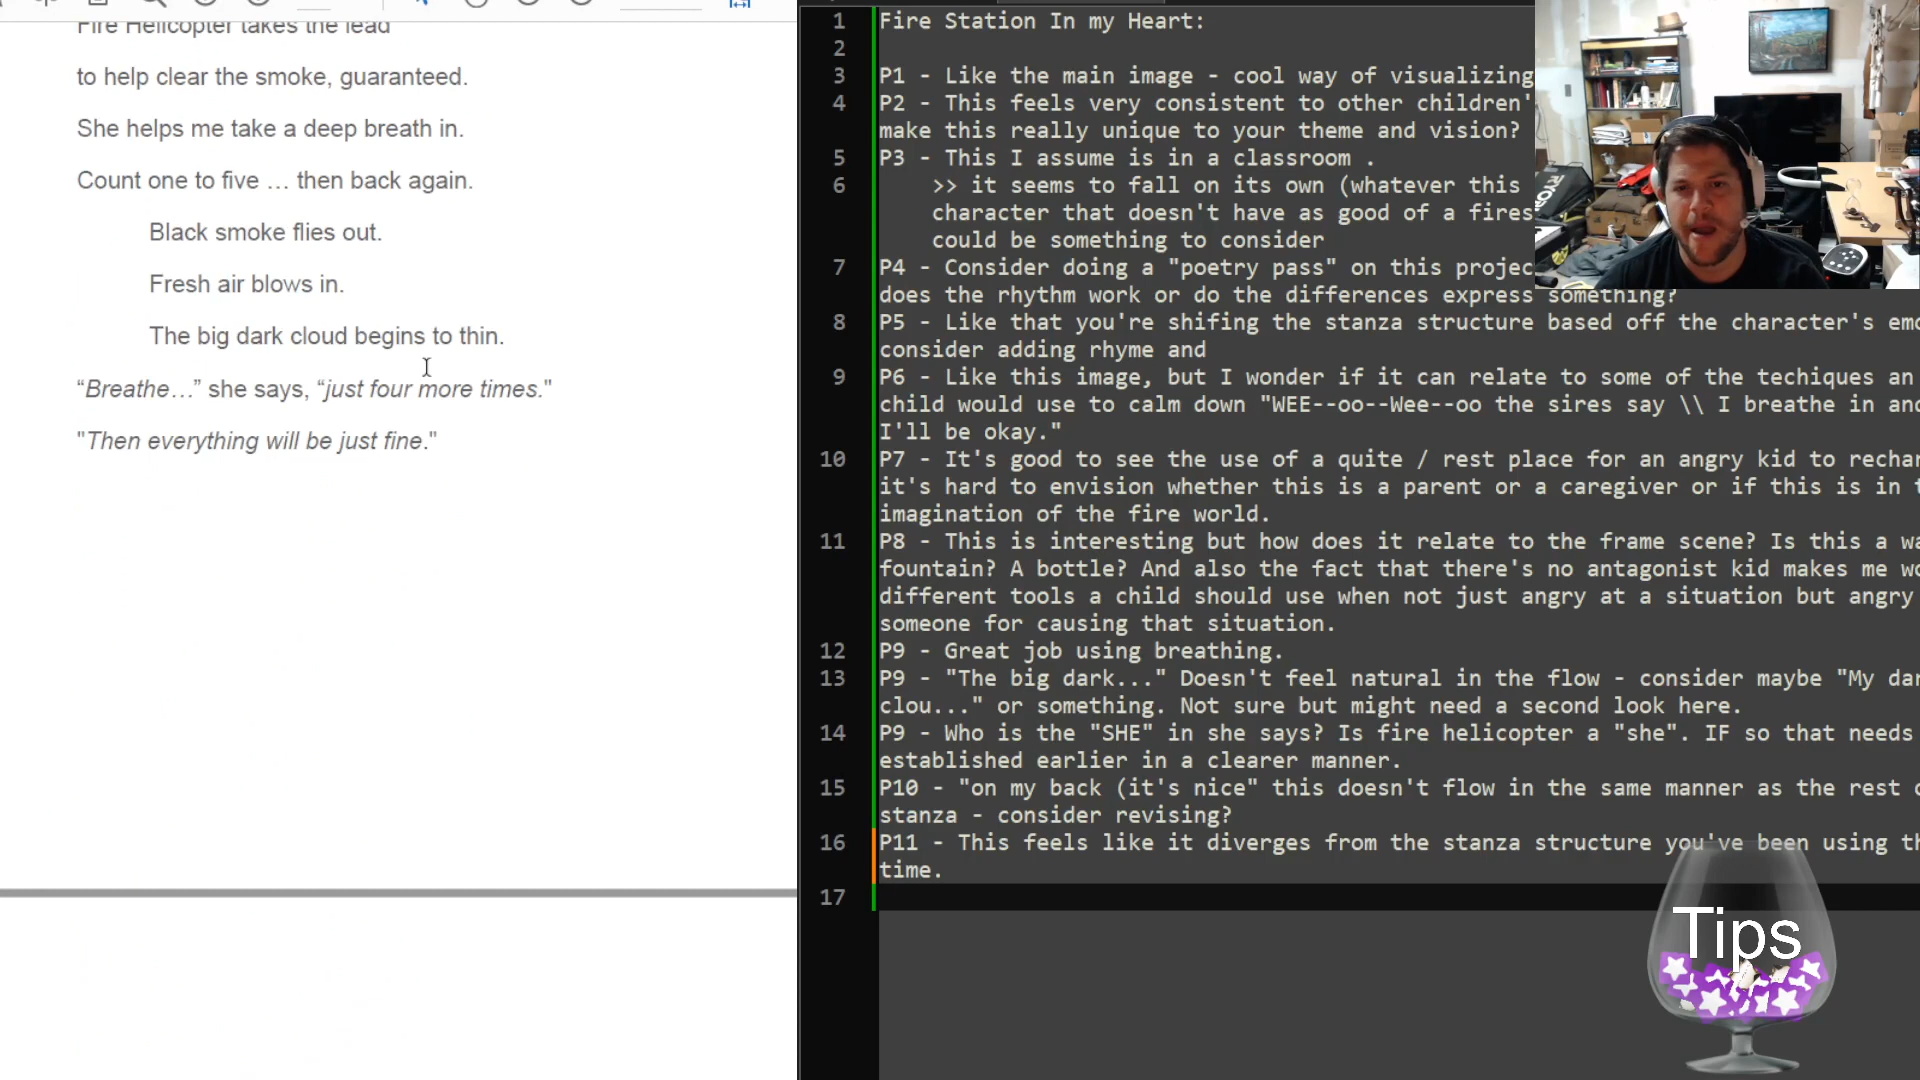 Fire Helicopter takes the lead
to help clear the smoke, guaranteed.
She helps me take a deep breath in.
Count one to five … then back again.
Black smoke flies out.
Fresh air blows in.
The big dark cloud begins to thin.
“Breathe…” she says, “just four more times."
"Then everything will be just fine."
1 Fire Station In my Heart:
2
3 P1 - Like the main image - cool way of visualizing
4 P2 - This feels very consistent to other children'
make this really unique to your theme and vision?
5 P3 - This I assume is in a classroom .
6 >> it seems to fall on its own (whatever this
character that doesn't have as good of a fires
could be something to consider
7 P4 - Consider doing a "poetry pass" on this projec
does the rhythm work or do the differences express something?
8 P5 - Like that you're shifing the stanza structure based off the character's emo
consider adding rhyme and
9 P6 - Like this image, but I wonder if it can relate to some of the techiques an
child would use to calm down "WEE--oo--Wee--oo the sires say \\ I breathe in and
I'll be okay."
10 P7 - It's good to see the use of a quite / rest place for an angry kid to rechar
it's hard to envision whether this is a parent or a caregiver or if this is in t
imagination of the fire world.
11 P8 - This is interesting but how does it relate to the frame scene? Is this a wa
fountain? A bottle? And also the fact that there's no antagonist kid makes me wo
different tools a child should use when not just angry at a situation but angry
someone for causing that situation.
12 P9 - Great job using breathing.
13 P9 - "The big dark..." Doesn't feel natural in the flow - consider maybe "My dar
clou..." or something. Not sure but might need a second look here.
14 P9 - Who is the "SHE" in she says? Is fire helicopter a "she". IF so that needs
established earlier in a clearer manner.
15 P10 - "on my back (it's nice" this doesn't flow in the same manner as the rest o
stanza - consider revising?
16 P11 - This feels like it diverges from the stanza structure you've been using th
time.
17
Tips